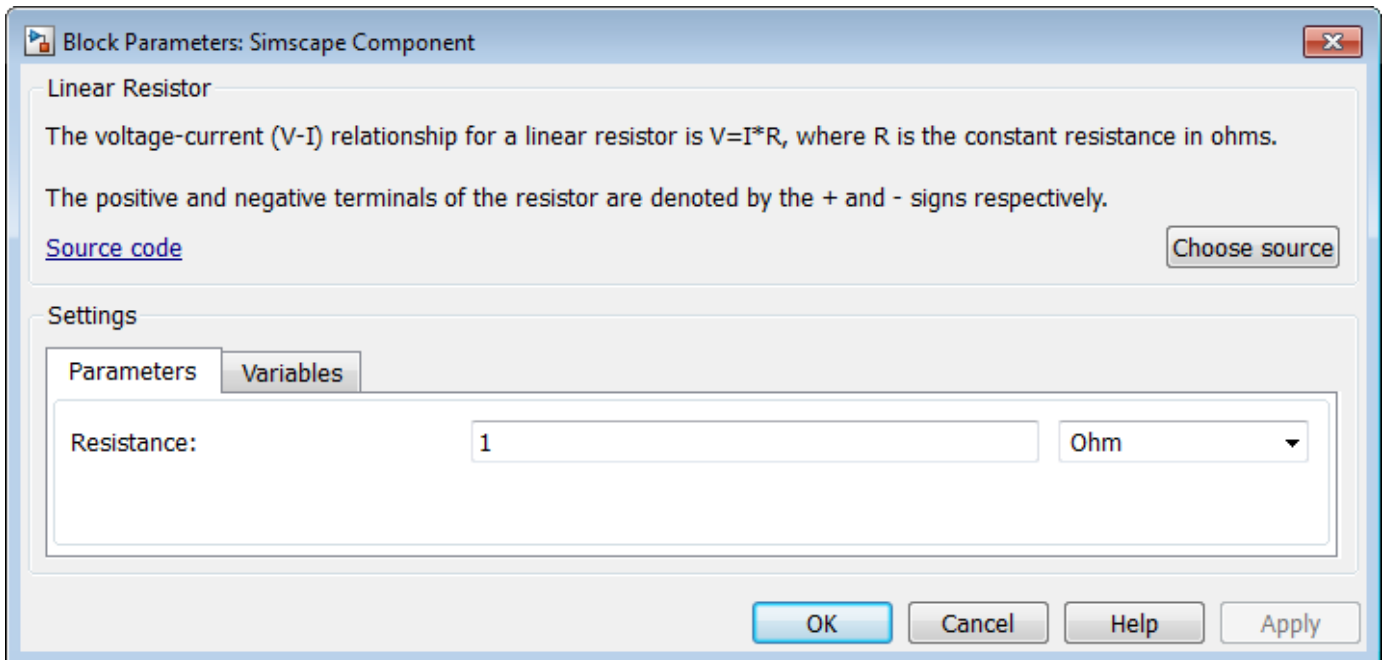 Block Parameters: Simscape Component
Linear Resistor
The voltage-current (V-I) relationship for a linear resistor is V=I*R, where R is the constant resistance in ohms.
The positive and negative terminals of the resistor are denoted by the + and - signs respectively.
Source code
Choose source
Settings
Parameters
Variables
Resistance:
1
Ohm
OK
Cancel
Help
Apply